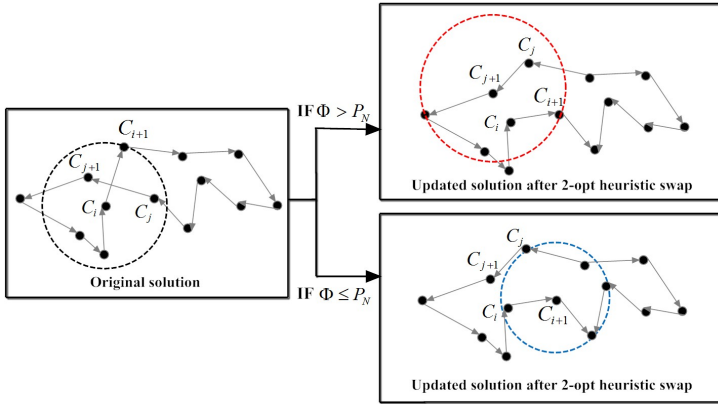 C_{i+1}
C_{j+1}
C_i
C_j
Original solution
IF Φ > P_N
IF Φ ≤ P_N
C_j
C_{j+1}
C_i
C_{i+1}
Updated solution after 2-opt heuristic swap
C_j
C_{j+1}
C_i
C_{i+1}
Updated solution after 2-opt heuristic swap